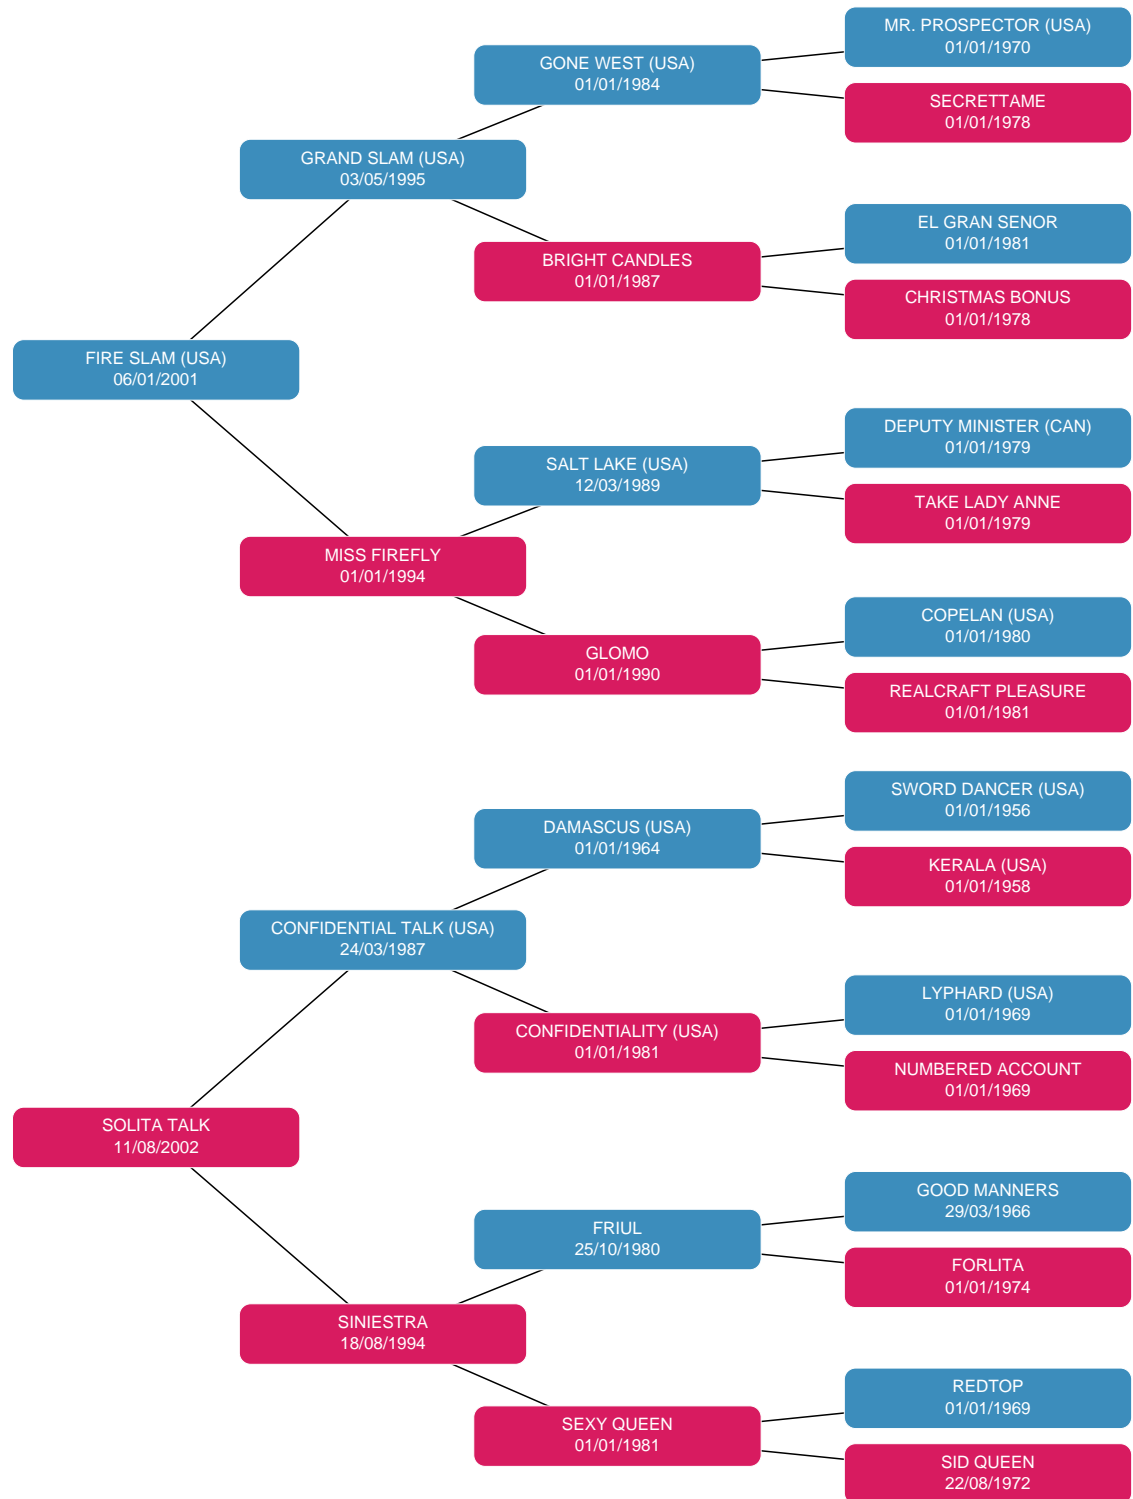 MR. PROSPECTOR (USA)
01/01/1970
GONE WEST (USA)
01/01/1984
SECRETTAME
01/01/1978
GRAND SLAM (USA)
03/05/1995
EL GRAN SENOR
01/01/1981
BRIGHT CANDLES
01/01/1987
CHRISTMAS BONUS
01/01/1978
FIRE SLAM (USA)
06/01/2001
DEPUTY MINISTER (CAN)
01/01/1979
SALT LAKE (USA)
12/03/1989
TAKE LADY ANNE
01/01/1979
MISS FIREFLY
01/01/1994
COPELAN (USA)
01/01/1980
GLOMO
01/01/1990
REALCRAFT PLEASURE
01/01/1981
SWORD DANCER (USA)
01/01/1956
DAMASCUS (USA)
01/01/1964
KERALA (USA)
01/01/1958
CONFIDENTIAL TALK (USA)
24/03/1987
LYPHARD (USA)
01/01/1969
CONFIDENTIALITY (USA)
01/01/1981
NUMBERED ACCOUNT
01/01/1969
SOLITA TALK
11/08/2002
GOOD MANNERS
29/03/1966
FRIUL
25/10/1980
FORLITA
01/01/1974
SINIESTRA
18/08/1994
REDTOP
01/01/1969
SEXY QUEEN
01/01/1981
SID QUEEN
22/08/1972